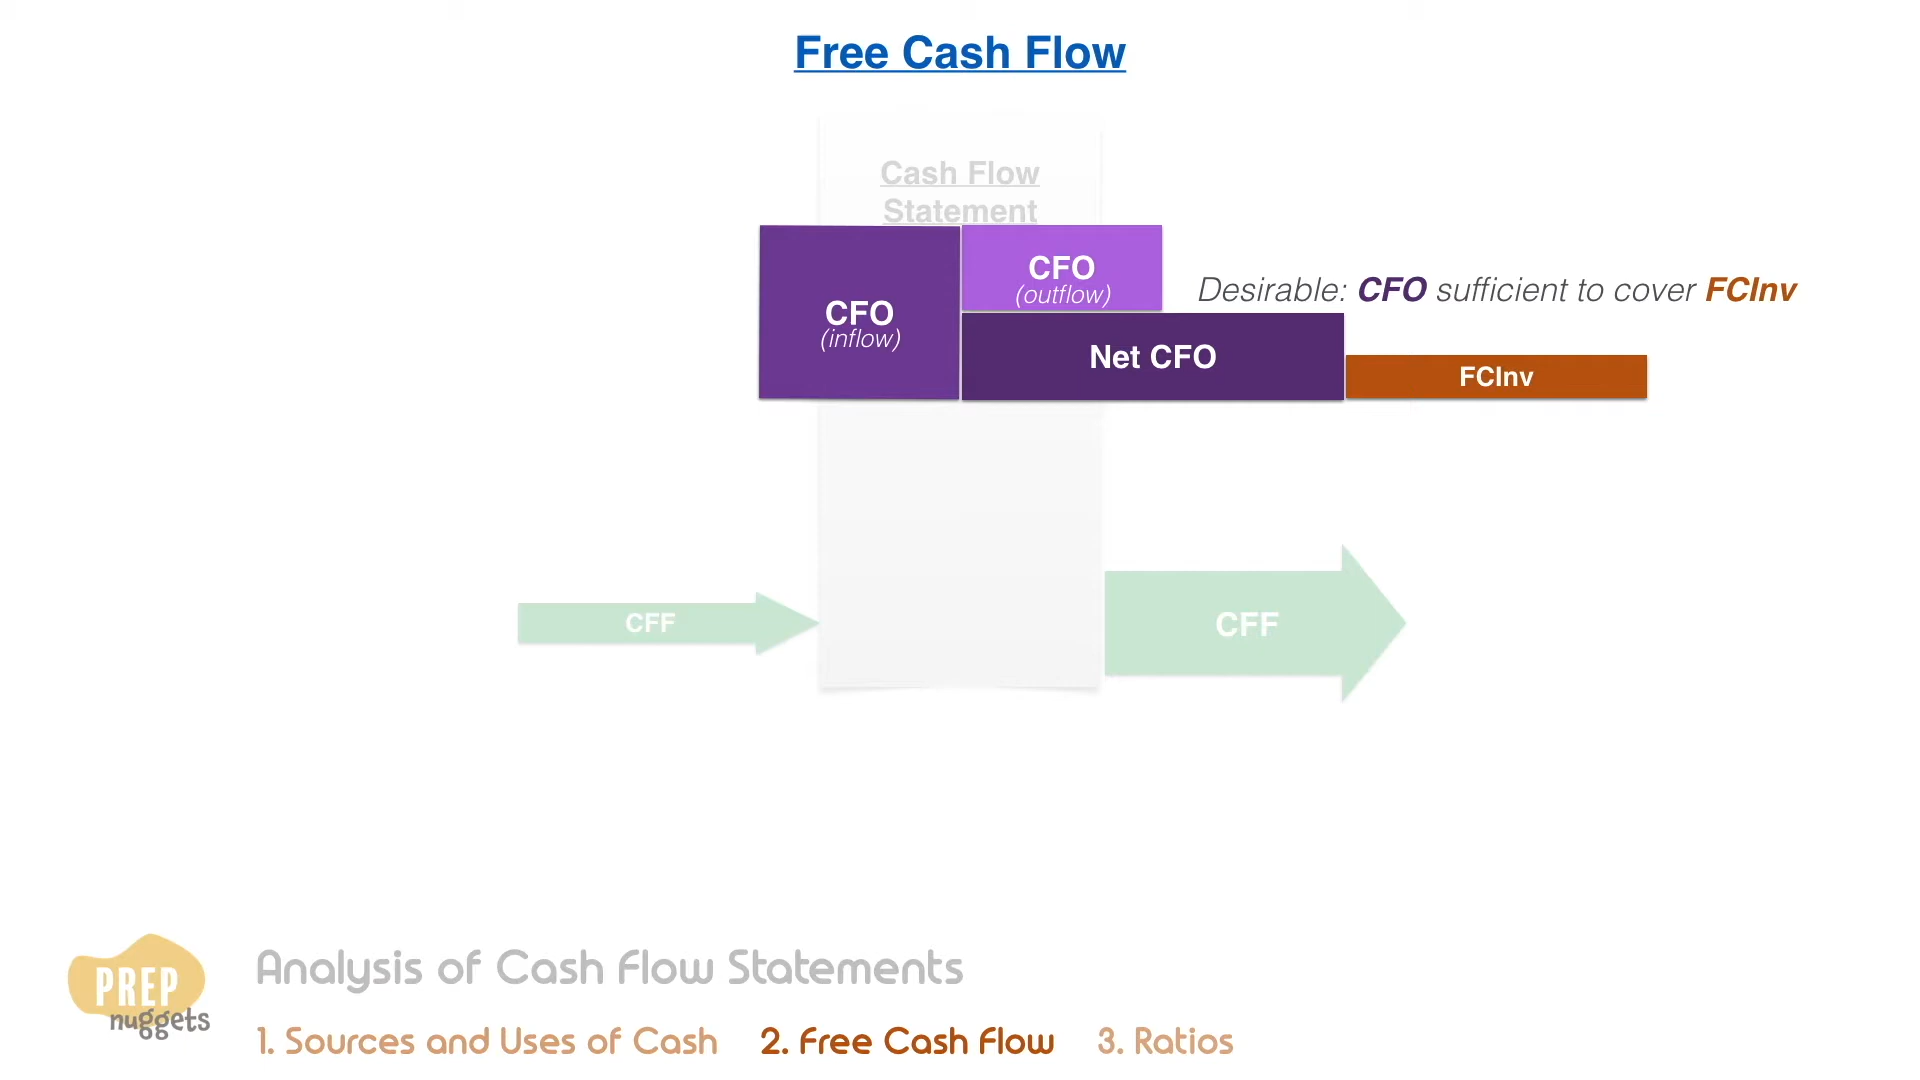 Free Cash Flow
Cash Flow
Statement
CFO
(inflow)
CFO
(outflow)
Desirable: CFO sufficient to cover FCInv
Net CFO
FCInv
CFF
CFF
PREP
nuggets
Analysis of Cash Flow Statements
1. Sources and Uses of Cash 2. Free Cash Flow 3. Ratios